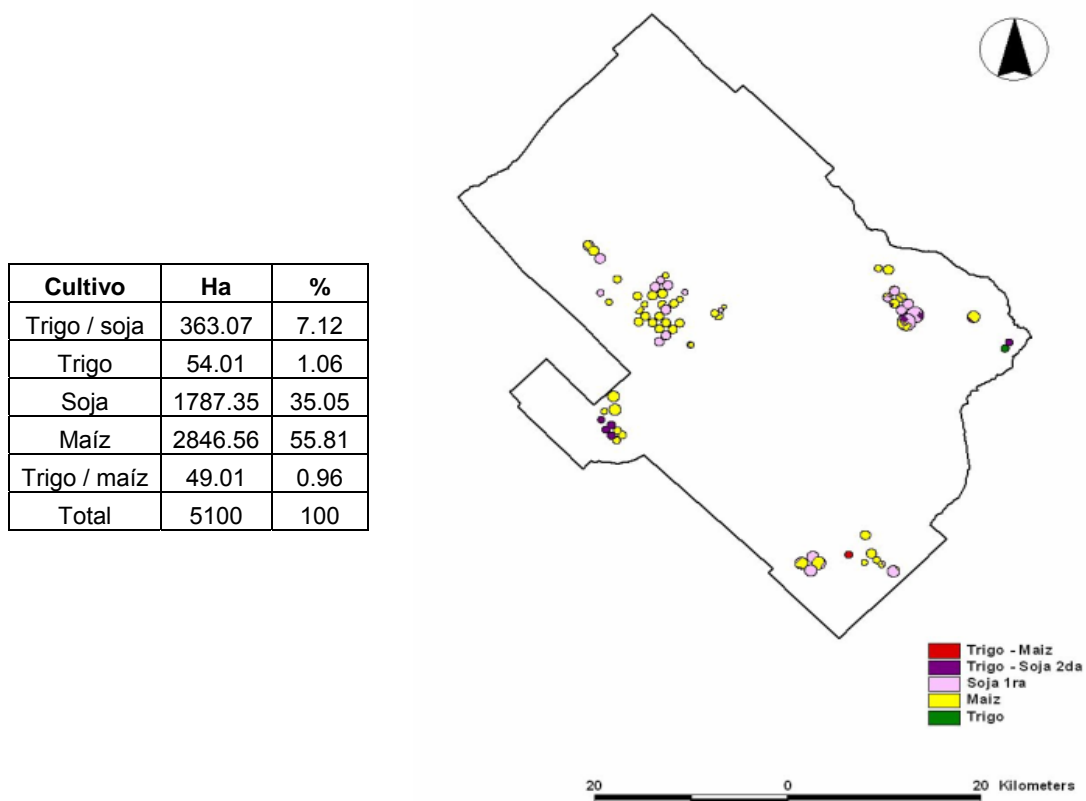 Cultivo Ha %
Trigo / soja 363.07 7.12
Trigo 54.01 1.06
Soja 1787.35 35.05
Maíz 2846.56 55.81
Trigo / maíz 49.01 0.96
Total 5100 100
Trigo - Maiz
Trigo - Soja 2da
Soja 1ra
Maiz
Trigo
20 0 20 Kilometers